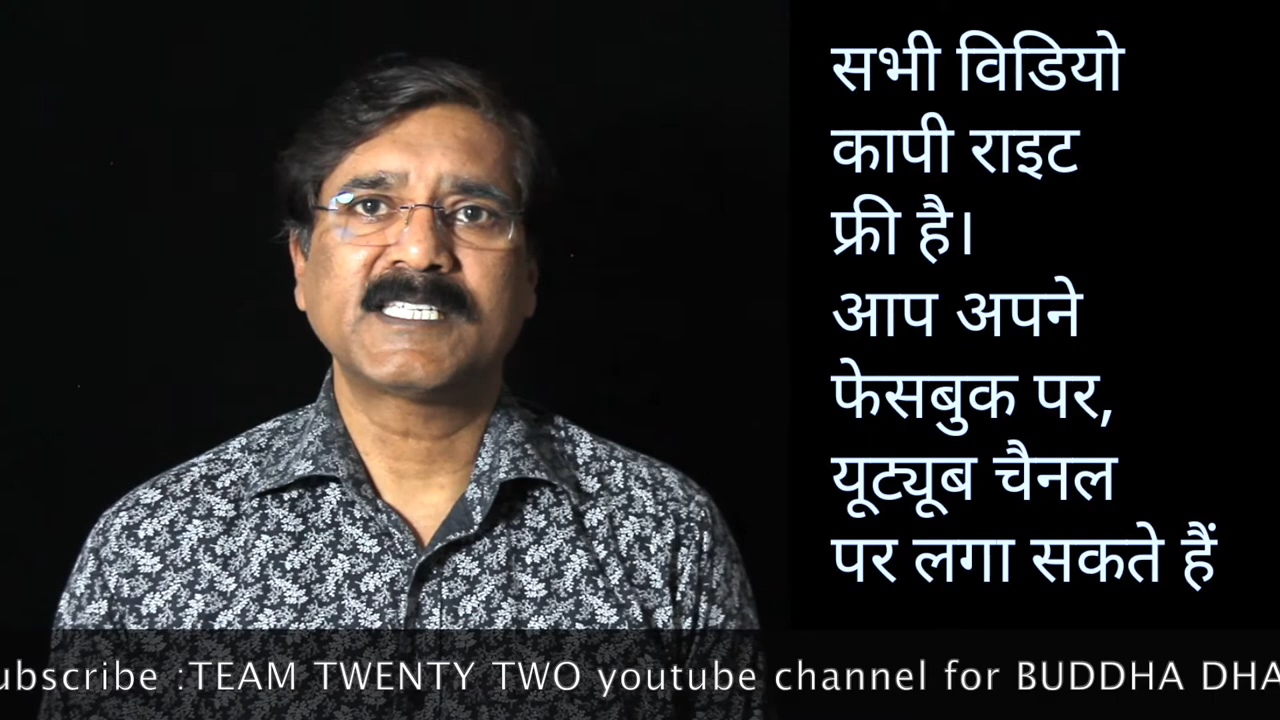 सभी विडियो
कापी राइट
फ्री है।
आप अपने
फेसबुक पर,
यूट्यूब चैनल
पर लगा सकते हैं
ubscribe :TEAM TWENTY TWO youtube channel for BUDDHA DHA